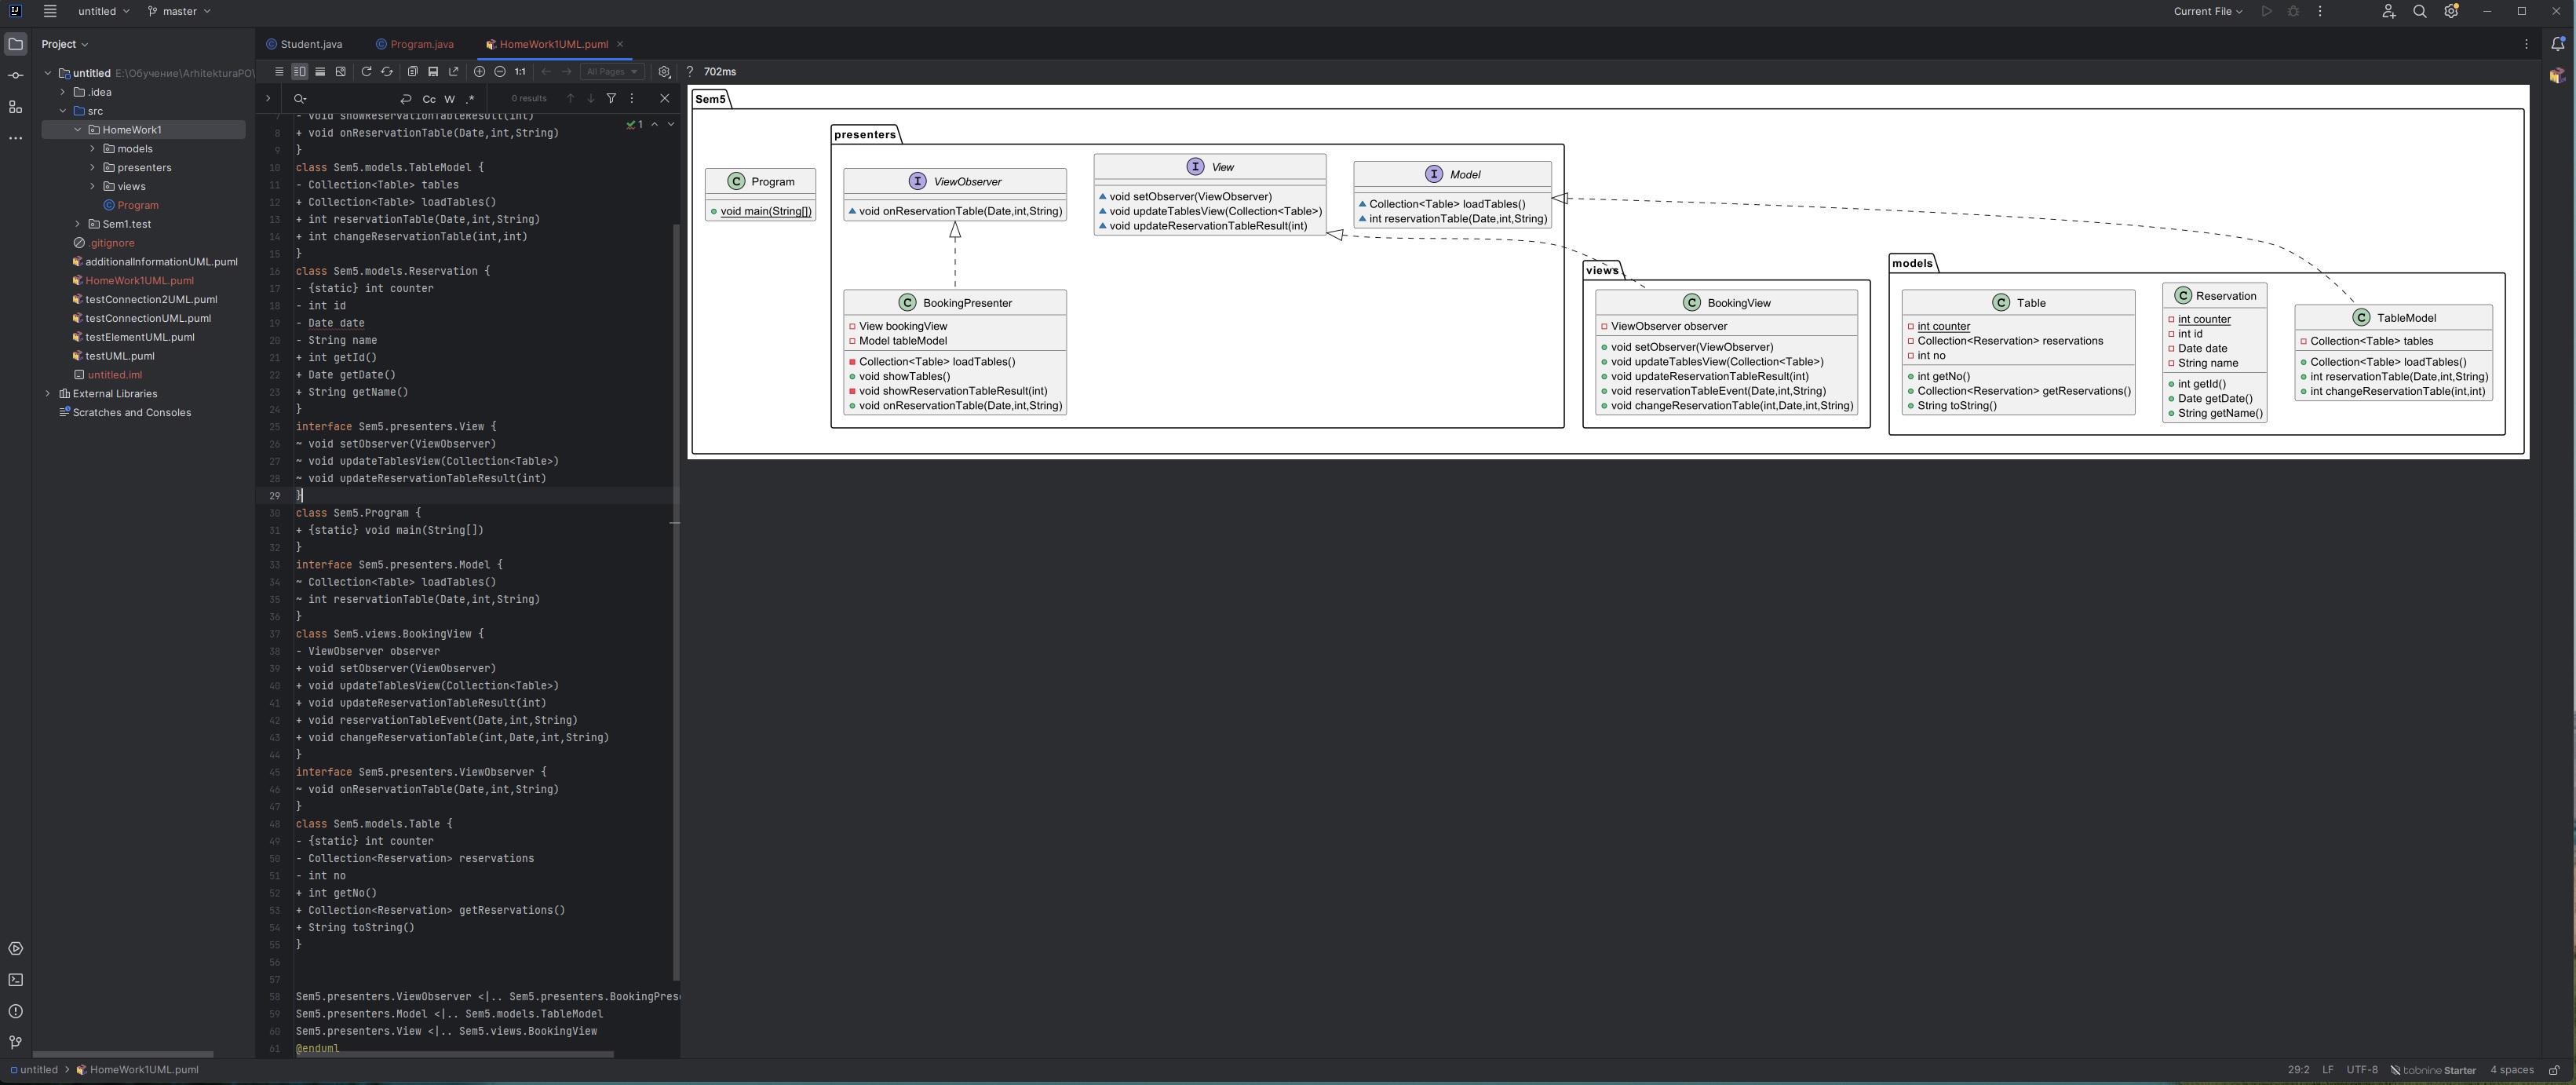 untitled
master
Current File
Project
Student.java
Program.java
HomeWork1UML.puml
untitled E:\Обучение\ArhitekturaPO\
.idea
src
HomeWork1
models
presenters
views
Program
Sem1.test
.gitignore
additionalInformationUML.puml
HomeWork1UML.puml
testConnection2UML.puml
testConnectionUML.puml
testElementUML.puml
testUML.puml
untitled.iml
External Libraries
Scratches and Consoles
1:1
All Pages
? 702ms
Cc W .*
0 results
1
7 - void showReservationTableResult(int)
8 + void onReservationTable(Date,int,String)
9 }
10 class Sem5.models.TableModel {
11 - Collection<Table> tables
12 + Collection<Table> loadTables()
13 + int reservationTable(Date,int,String)
14 + int changeReservationTable(int,int)
15 }
16 class Sem5.models.Reservation {
17 - {static} int counter
18 - int id
19 - Date date
20 - String name
21 + int getId()
22 + Date getDate()
23 + String getName()
24 }
25 interface Sem5.presenters.View {
26 ~ void setObserver(ViewObserver)
27 ~ void updateTablesView(Collection<Table>)
28 ~ void updateReservationTableResult(int)
29 }
30 class Sem5.Program {
31 + {static} void main(String[])
32 }
33 interface Sem5.presenters.Model {
34 ~ Collection<Table> loadTables()
35 ~ int reservationTable(Date,int,String)
36 }
37 class Sem5.views.BookingView {
38 - ViewObserver observer
39 + void setObserver(ViewObserver)
40 + void updateTablesView(Collection<Table>)
41 + void updateReservationTableResult(int)
42 + void reservationTableEvent(Date,int,String)
43 + void changeReservationTable(int,Date,int,String)
44 }
45 interface Sem5.presenters.ViewObserver {
46 ~ void onReservationTable(Date,int,String)
47 }
48 class Sem5.models.Table {
49 - {static} int counter
50 - Collection<Reservation> reservations
51 - int no
52 + int getNo()
53 + Collection<Reservation> getReservations()
54 + String toString()
55 }
56
57
58 Sem5.presenters.ViewObserver <|.. Sem5.presenters.BookingPres
59 Sem5.presenters.Model <|.. Sem5.models.TableModel
60 Sem5.presenters.View <|.. Sem5.views.BookingView
61 @enduml
Sem5
C Program
void main(String[])
presenters
I ViewObserver
void onReservationTable(Date,int,String)
I View
void setObserver(ViewObserver)
void updateTablesView(Collection<Table>)
void updateReservationTableResult(int)
I Model
Collection<Table> loadTables()
int reservationTable(Date,int,String)
C BookingPresenter
View bookingView
Model tableModel
Collection<Table> loadTables()
void showTables()
void showReservationTableResult(int)
void onReservationTable(Date,int,String)
views
C BookingView
ViewObserver observer
void setObserver(ViewObserver)
void updateTablesView(Collection<Table>)
void updateReservationTableResult(int)
void reservationTableEvent(Date,int,String)
void changeReservationTable(int,Date,int,String)
models
C Table
int counter
Collection<Reservation> reservations
int no
int getNo()
Collection<Reservation> getReservations()
String toString()
C Reservation
int counter
int id
Date date
String name
int getId()
Date getDate()
String getName()
C TableModel
Collection<Table> tables
Collection<Table> loadTables()
int reservationTable(Date,int,String)
int changeReservationTable(int,int)
untitled > HomeWork1UML.puml
29:2 LF UTF-8 tabnine Starter 4 spaces